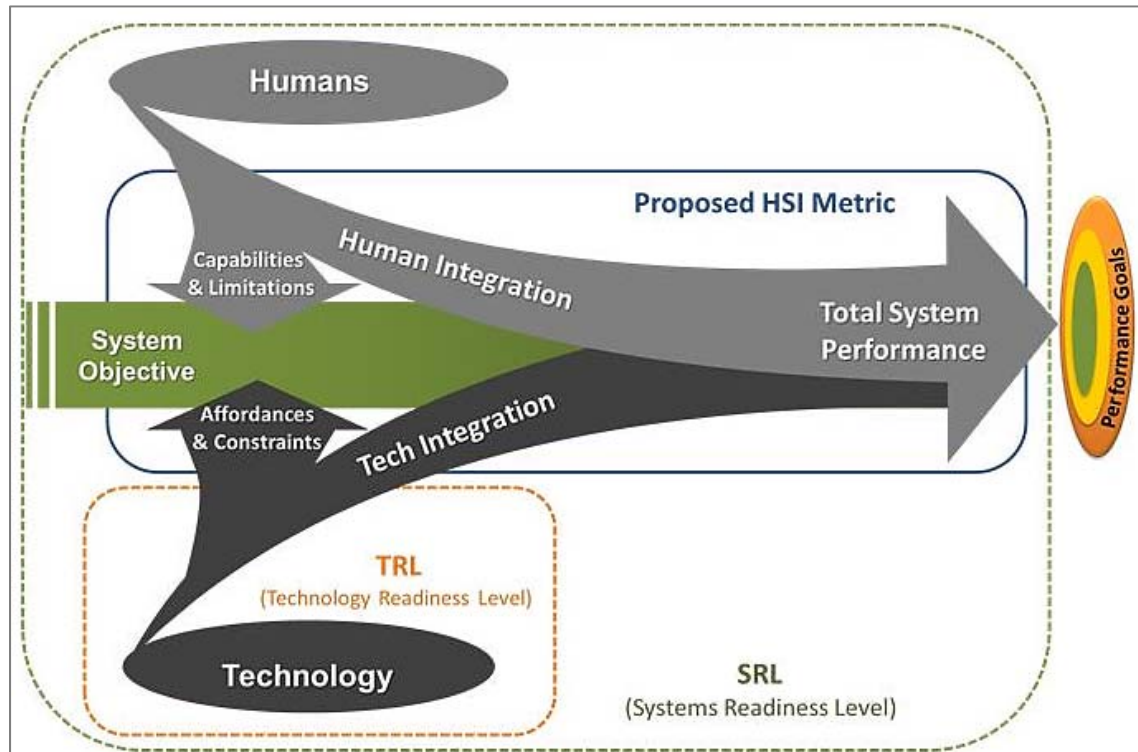 Humans
Proposed HSI Metric
Capabilities
& Limitations
Human Integration
System
Objective
Total System
Performance
Performance Goals
Affordances
& Constraints
Tech Integration
TRL
(Technology Readiness Level)
Technology
SRL
(Systems Readiness Level)